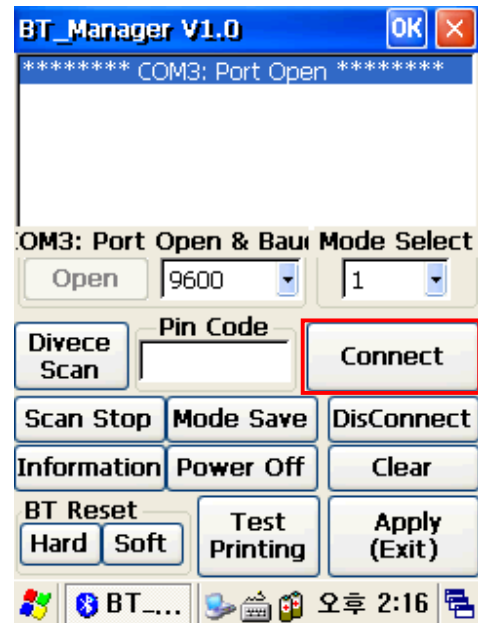 BT_Manager V1.0 OK
******** COM3: Port Open ********
COM3: Port Open & Baud Mode Select
Open 9600 1
Pin Code
Divece
Scan
Connect
Scan Stop Mode Save DisConnect
Information Power Off Clear
BT Reset
Hard Soft
Test
Printing
Apply
(Exit)
BT_... 오후 2:16